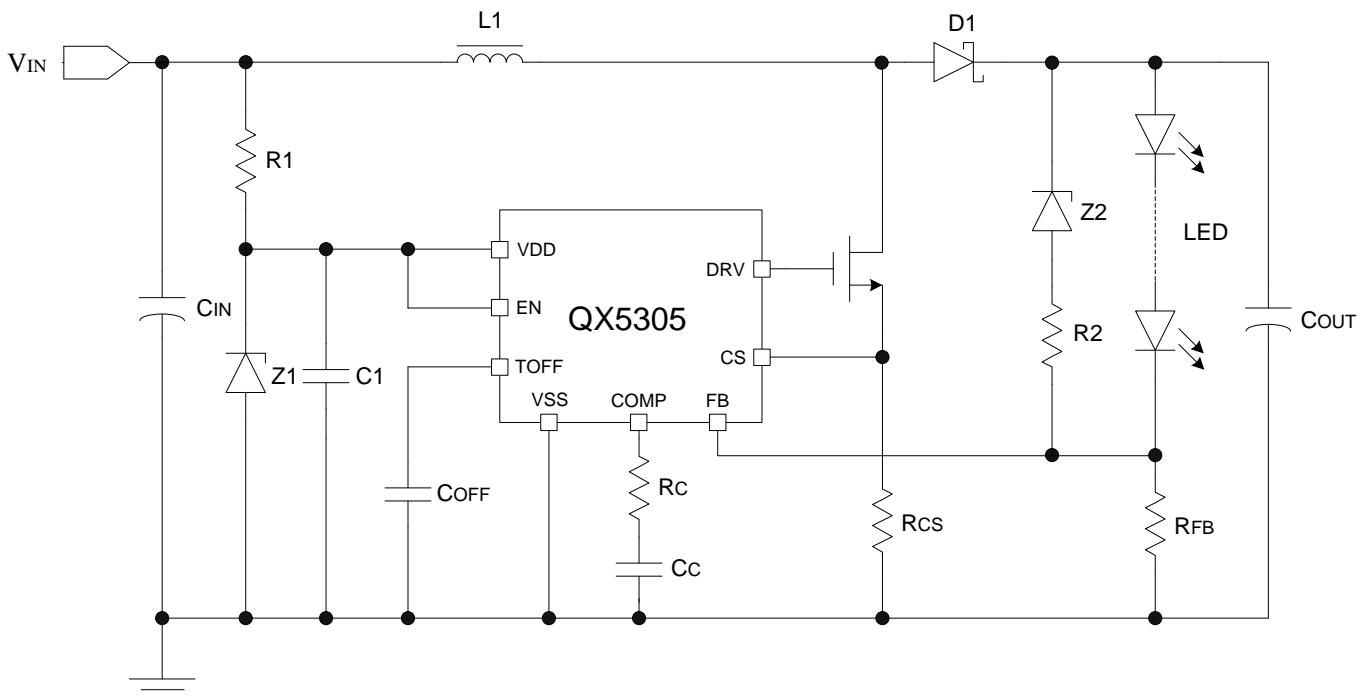 L1
D1
VIN
R1
Z2
VDD
LED
DRV
CIN
EN
QX5305
COUT
R2
CS
TOFF
Z1
C1
VSS
COMP
FB
COFF
RC
RCS
RFB
CC